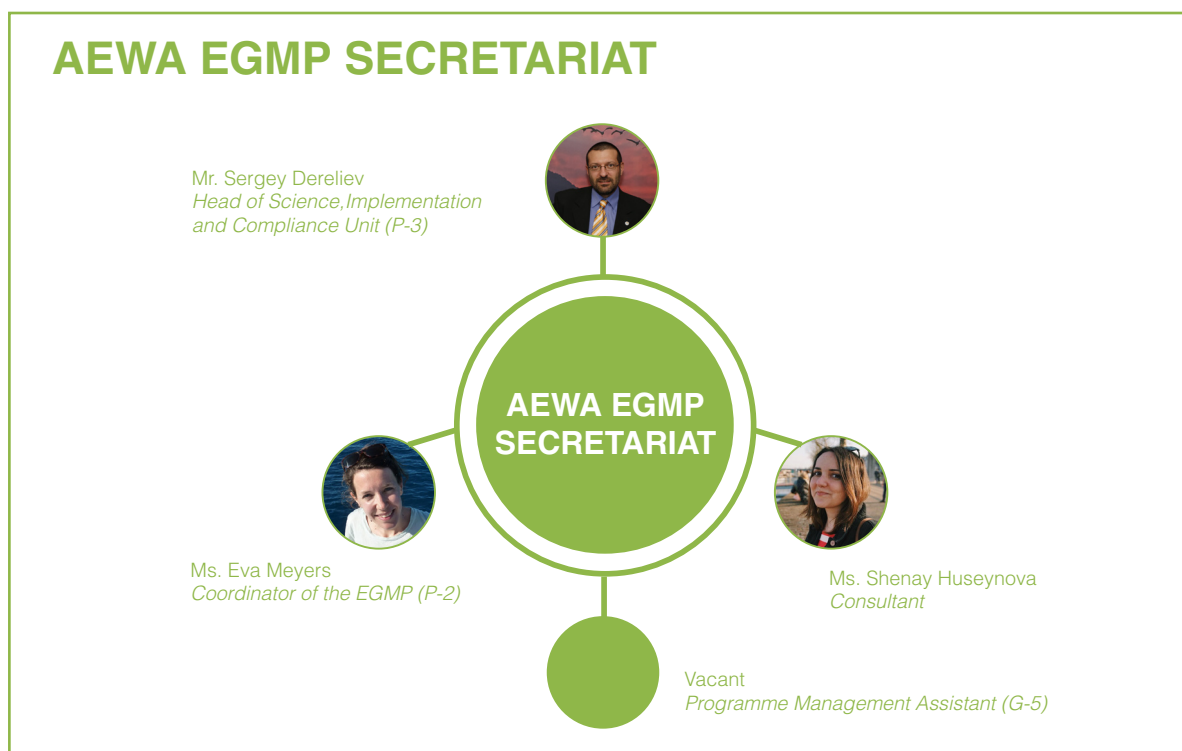 AEWA EGMP SECRETARIAT
Mr. Sergey Dereliev
Head of Science,Implementation
and Compliance Unit (P-3)
AEWA EGMP
SECRETARIAT
Ms. Eva Meyers
Coordinator of the EGMP (P-2)
Ms. Shenay Huseynova
Consultant
Vacant
Programme Management Assistant (G-5)